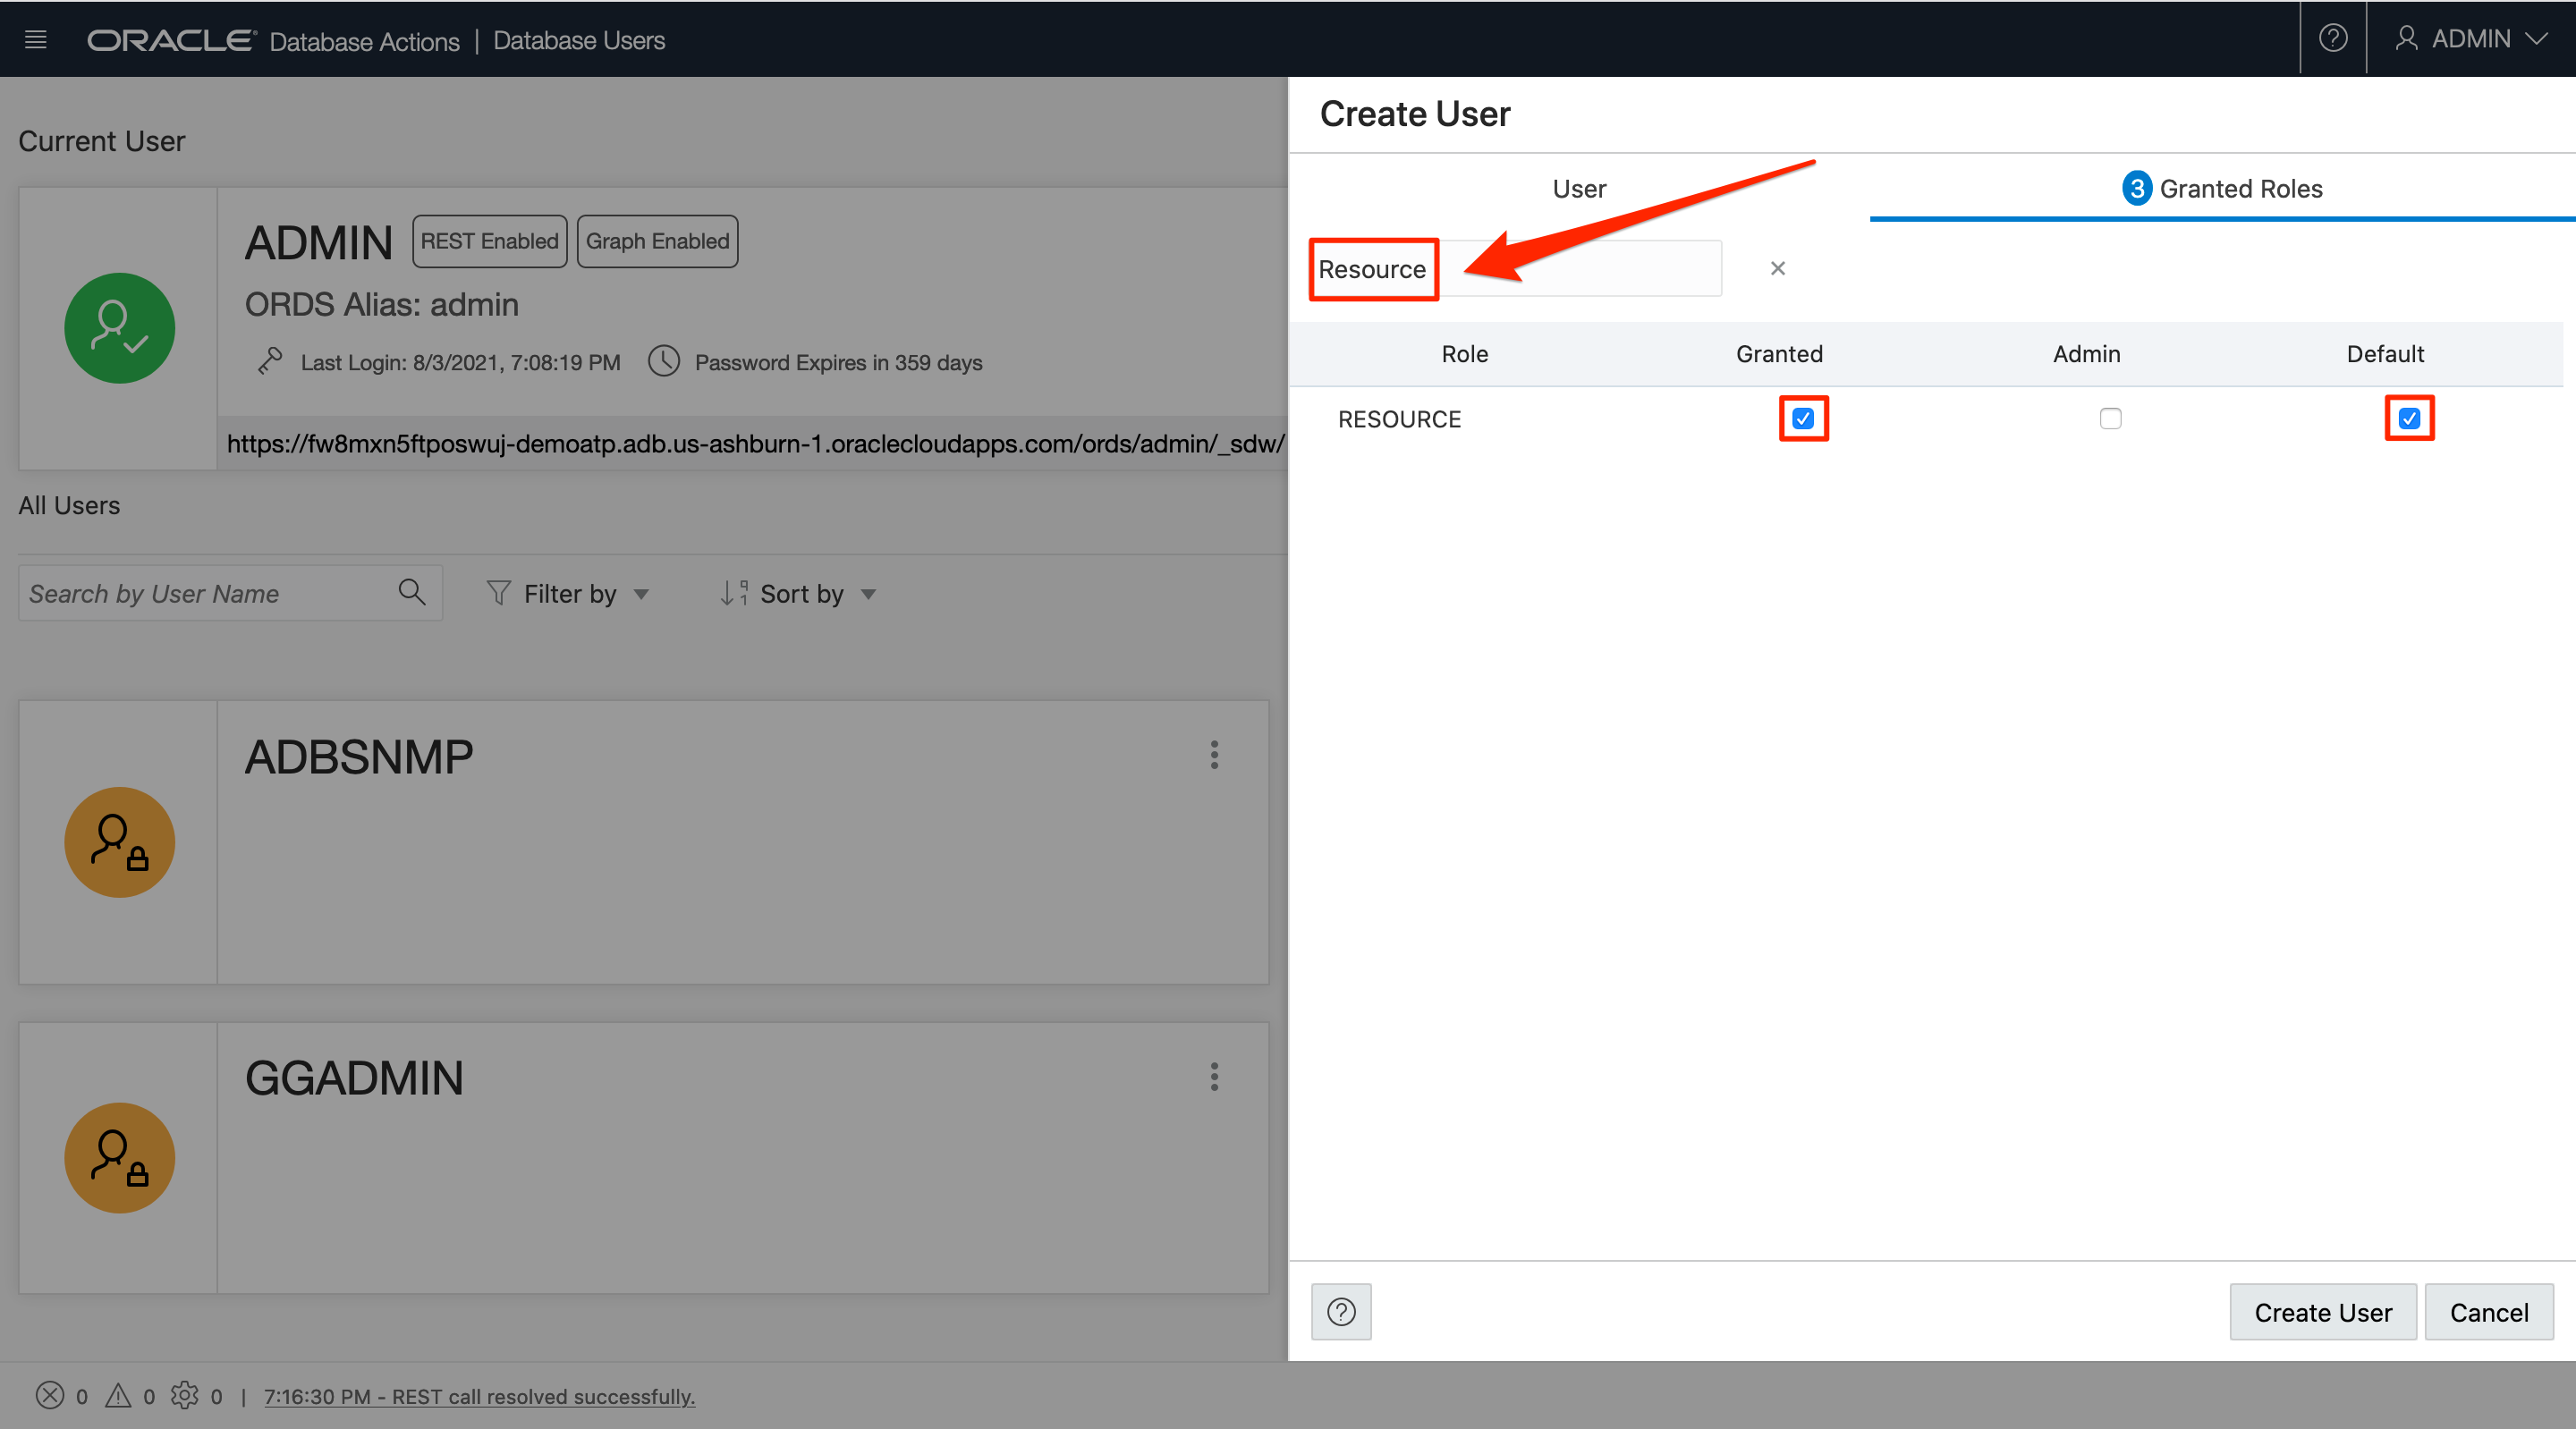 ORACLE Database Actions | Database Users
ADMIN
Current User
ADMIN REST Enabled Graph Enabled
ORDS Alias: admin
Last Login: 8/3/2021, 7:08:19 PM Password Expires in 359 days
https://fw8mxn5ftposwuj-demoatp.adb.us-ashburn-1.oraclecloudapps.com/ords/admin/_sdw/
All Users
Search by User Name Filter by Sort by
ADBSNMP
GGADMIN
Create User
User 3 Granted Roles
Resource
Role Granted Admin Default
RESOURCE
Create User Cancel
0 0 0 | 7:16:30 PM - REST call resolved successfully.